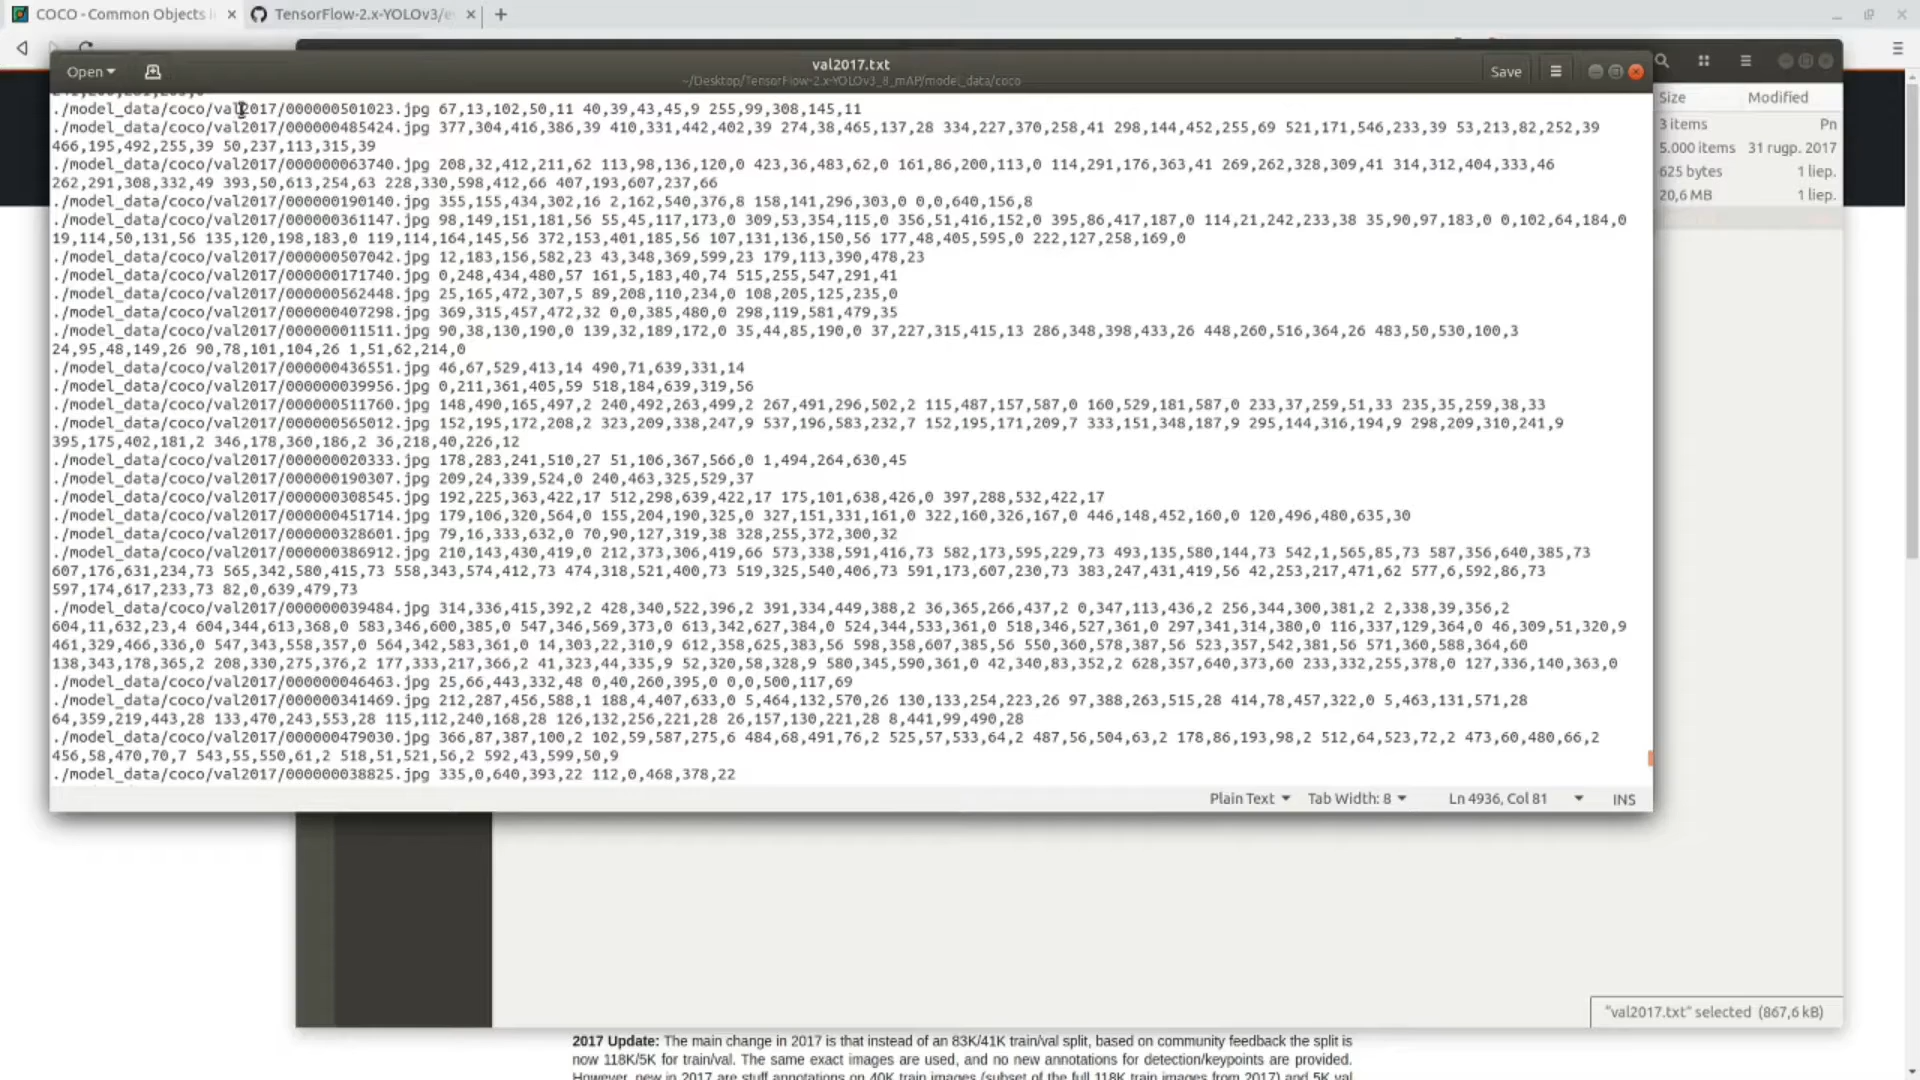 COCO - Common Objects i
TensorFlow-2.x-YOLOv3/e
Open
val2017.txt
~/Desktop/TensorFlow-2.x-YOLOv3_8_mAP/model_data/coco
Save
Size Modified
3 items Pn
5.000 items 31 rugp. 2017
625 bytes 1 liep.
20,6 MB 1 liep.
./model_data/coco/val2017/000000501023.jpg 67,13,102,50,11 40,39,43,45,9 255,99,308,145,11
./model_data/coco/val2017/000000485424.jpg 377,304,416,386,39 410,331,442,402,39 274,38,465,137,28 334,227,370,258,41 298,144,452,255,69 521,171,546,233,39 53,213,82,252,39
466,195,492,255,39 50,237,113,315,39
./model_data/coco/val2017/000000063740.jpg 208,32,412,211,62 113,98,136,120,0 423,36,483,62,0 161,86,200,113,0 114,291,176,363,41 269,262,328,309,41 314,312,404,333,46
262,291,308,332,49 393,50,613,254,63 228,330,598,412,66 407,193,607,237,66
./model_data/coco/val2017/000000190140.jpg 355,155,434,302,16 2,162,540,376,8 158,141,296,303,0 0,0,640,156,8
./model_data/coco/val2017/000000361147.jpg 98,149,151,181,56 55,45,117,173,0 309,53,354,115,0 356,51,416,152,0 395,86,417,187,0 114,21,242,233,38 35,90,97,183,0 0,102,64,184,0
19,114,50,131,56 135,120,198,183,0 119,114,164,145,56 372,153,401,185,56 107,131,136,150,56 177,48,405,595,0 222,127,258,169,0
./model_data/coco/val2017/000000507042.jpg 12,183,156,582,23 43,348,369,599,23 179,113,390,478,23
./model_data/coco/val2017/000000171740.jpg 0,248,434,480,57 161,5,183,40,74 515,255,547,291,41
./model_data/coco/val2017/000000562448.jpg 25,165,472,307,5 89,208,110,234,0 108,205,125,235,0
./model_data/coco/val2017/000000407298.jpg 369,315,457,472,32 0,0,385,480,0 298,119,581,479,35
./model_data/coco/val2017/000000011511.jpg 90,38,130,190,0 139,32,189,172,0 35,44,85,190,0 37,227,315,415,13 286,348,398,433,26 448,260,516,364,26 483,50,530,100,3
24,95,48,149,26 90,78,101,104,26 1,51,62,214,0
./model_data/coco/val2017/000000436551.jpg 46,67,529,413,14 490,71,639,331,14
./model_data/coco/val2017/000000039956.jpg 0,211,361,405,59 518,184,639,319,56
./model_data/coco/val2017/000000511760.jpg 148,490,165,497,2 240,492,263,499,2 267,491,296,502,2 115,487,157,587,0 160,529,181,587,0 233,37,259,51,33 235,35,259,38,33
./model_data/coco/val2017/000000565012.jpg 152,195,172,208,2 323,209,338,247,9 537,196,583,232,7 152,195,171,209,7 333,151,348,187,9 295,144,316,194,9 298,209,310,241,9
395,175,402,181,2 346,178,360,186,2 36,218,40,226,12
./model_data/coco/val2017/000000020333.jpg 178,283,241,510,27 51,106,367,566,0 1,494,264,630,45
./model_data/coco/val2017/000000190307.jpg 209,24,339,524,0 240,463,325,529,37
./model_data/coco/val2017/000000308545.jpg 192,225,363,422,17 512,298,639,422,17 175,101,638,426,0 397,288,532,422,17
./model_data/coco/val2017/000000451714.jpg 179,106,320,564,0 155,204,190,325,0 327,151,331,161,0 322,160,326,167,0 446,148,452,160,0 120,496,480,635,30
./model_data/coco/val2017/000000328601.jpg 79,16,333,632,0 70,90,127,319,38 328,255,372,300,32
./model_data/coco/val2017/000000386912.jpg 210,143,430,419,0 212,373,306,419,66 573,338,591,416,73 582,173,595,229,73 493,135,580,144,73 542,1,565,85,73 587,356,640,385,73
607,176,631,234,73 565,342,580,415,73 558,343,574,412,73 474,318,521,400,73 519,325,540,406,73 591,173,607,230,73 383,247,431,419,56 42,253,217,471,62 577,6,592,86,73
597,174,617,233,73 82,0,639,479,73
./model_data/coco/val2017/000000039484.jpg 314,336,415,392,2 428,340,522,396,2 391,334,449,388,2 36,365,266,437,2 0,347,113,436,2 256,344,300,381,2 2,338,39,356,2
604,11,632,23,4 604,344,613,368,0 583,346,600,385,0 547,346,569,373,0 613,342,627,384,0 524,344,533,361,0 518,346,527,361,0 297,341,314,380,0 116,337,129,364,0 46,309,51,320,9
461,329,466,336,0 547,343,558,357,0 564,342,583,361,0 14,303,22,310,9 612,358,625,383,56 598,358,607,385,56 550,360,578,387,56 523,357,542,381,56 571,360,588,364,60
138,343,178,365,2 208,330,275,376,2 177,333,217,366,2 41,323,44,335,9 52,320,58,328,9 580,345,590,361,0 42,340,83,352,2 628,357,640,373,60 233,332,255,378,0 127,336,140,363,0
./model_data/coco/val2017/000000046463.jpg 25,66,443,332,48 0,40,260,395,0 0,0,500,117,69
./model_data/coco/val2017/000000341469.jpg 212,287,456,588,1 188,4,407,633,0 5,464,132,570,26 130,133,254,223,26 97,388,263,515,28 414,78,457,322,0 5,463,131,571,28
64,359,219,443,28 133,470,243,553,28 115,112,240,168,28 126,132,256,221,28 26,157,130,221,28 8,441,99,490,28
./model_data/coco/val2017/000000479030.jpg 366,87,387,100,2 102,59,587,275,6 484,68,491,76,2 525,57,533,64,2 487,56,504,63,2 178,86,193,98,2 512,64,523,72,2 473,60,480,66,2
456,58,470,70,7 543,55,550,61,2 518,51,521,56,2 592,43,599,50,9
./model_data/coco/val2017/000000038825.jpg 335,0,640,393,22 112,0,468,378,22
Plain Text Tab Width: 8 Ln 4936, Col 81 INS
"val2017.txt" selected (867,6 kB)
2017 Update: The main change in 2017 is that instead of an 83K/41K train/val split, based on community feedback the split is
now 118K/5K for train/val. The same exact images are used, and no new annotations for detection/keypoints are provided.
However, new in 2017 are stuff annotations on 40K train images (subset of the full 118K train images from 2017) and 5K val